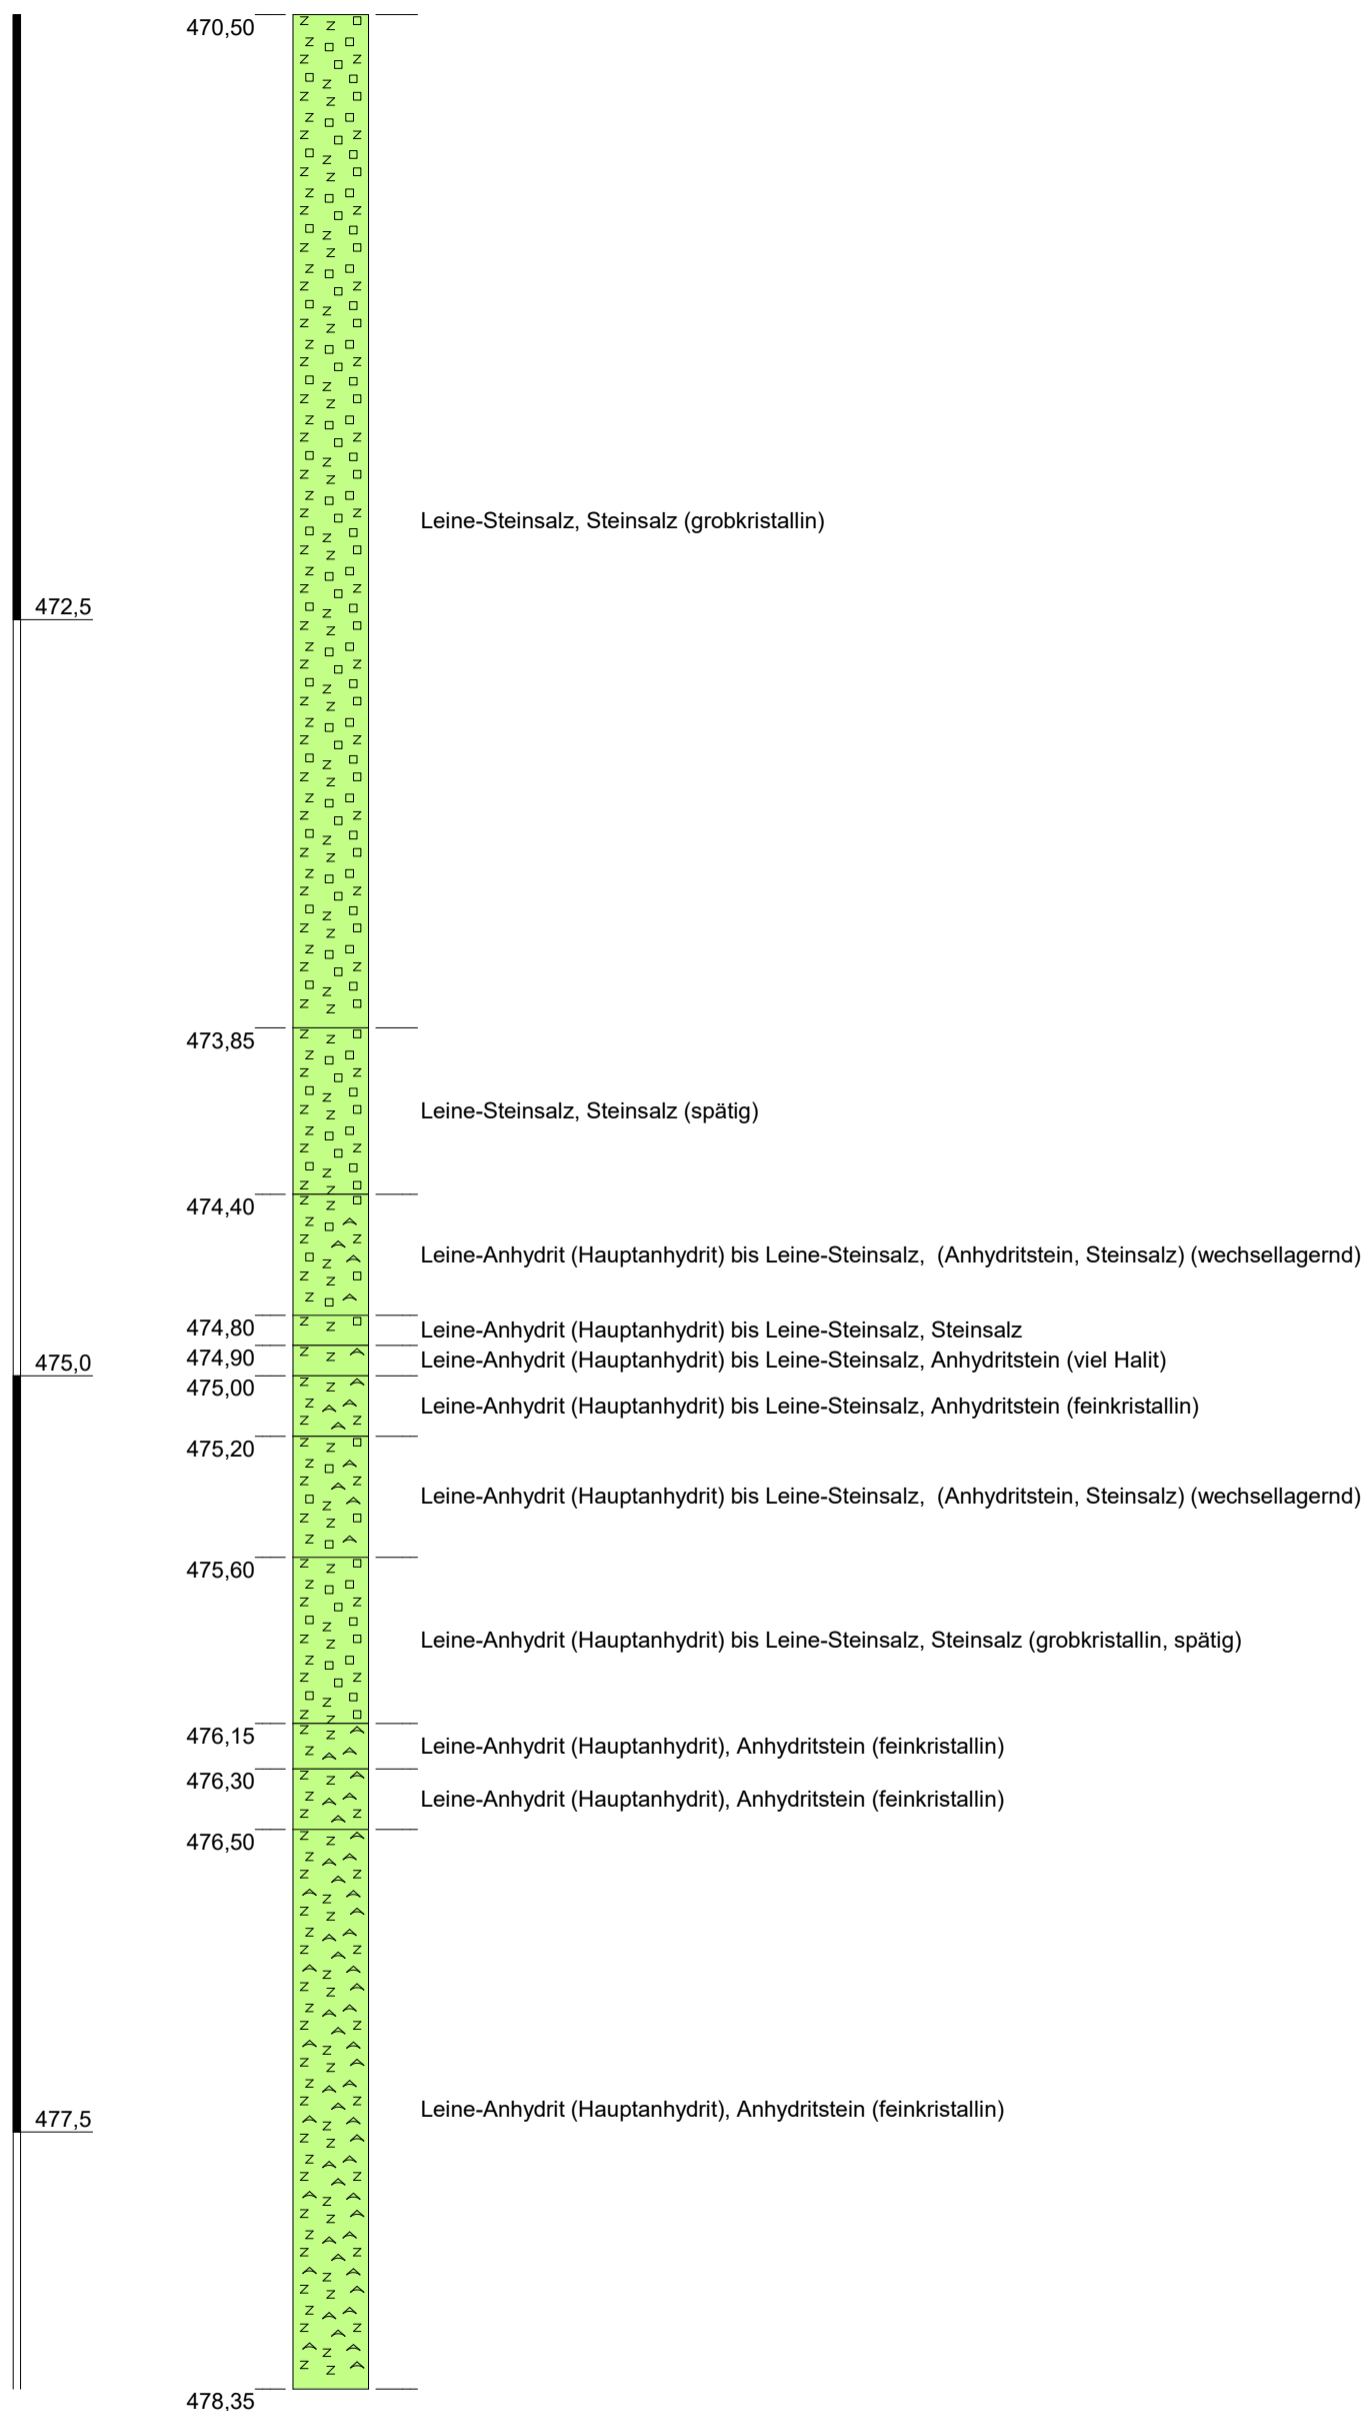 470,50
Leine-Steinsalz, Steinsalz (grobkristallin)
472,5
473,85
Leine-Steinsalz, Steinsalz (spätig)
474,40
Leine-Anhydrit (Hauptanhydrit) bis Leine-Steinsalz,  (Anhydritstein, Steinsalz) (wechsellagernd)
474,80
Leine-Anhydrit (Hauptanhydrit) bis Leine-Steinsalz, Steinsalz
474,90
Leine-Anhydrit (Hauptanhydrit) bis Leine-Steinsalz, Anhydritstein (viel Halit)
475,0
475,00
Leine-Anhydrit (Hauptanhydrit) bis Leine-Steinsalz, Anhydritstein (feinkristallin)
475,20
Leine-Anhydrit (Hauptanhydrit) bis Leine-Steinsalz,  (Anhydritstein, Steinsalz) (wechsellagernd)
475,60
Leine-Anhydrit (Hauptanhydrit) bis Leine-Steinsalz, Steinsalz (grobkristallin, spätig)
476,15
Leine-Anhydrit (Hauptanhydrit), Anhydritstein (feinkristallin)
476,30
Leine-Anhydrit (Hauptanhydrit), Anhydritstein (feinkristallin)
476,50
Leine-Anhydrit (Hauptanhydrit), Anhydritstein (feinkristallin)
477,5
478,35